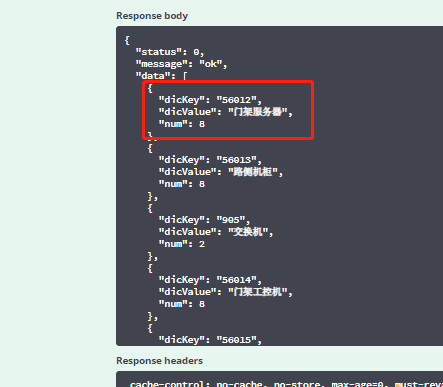 Response body
{
"status": 0,
"message": "ok",
"data": [
{
"dicKey": "56012",
"dicValue": "门架服务器",
"num": 8
},
{
"dicKey": "56013",
"dicValue": "路侧机柜",
"num": 8
},
{
"dicKey": "905",
"dicValue": "交换机",
"num": 2
},
{
"dicKey": "56014",
"dicValue": "门架工控机",
"num": 8
},
{
"dicKey": "56015",
Response headers
cache-control: no-cache, no-store, max-age=0, must-reva